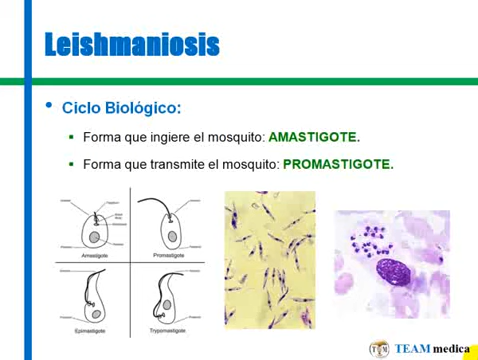 Leishmaniosis
• Ciclo Biológico:
▪ Forma que ingiere el mosquito: AMASTIGOTE.
▪ Forma que transmite el mosquito: PROMASTIGOTE.
Amastigote
Promastigote
Epimastigote
Trypomastigote
TEAM medica